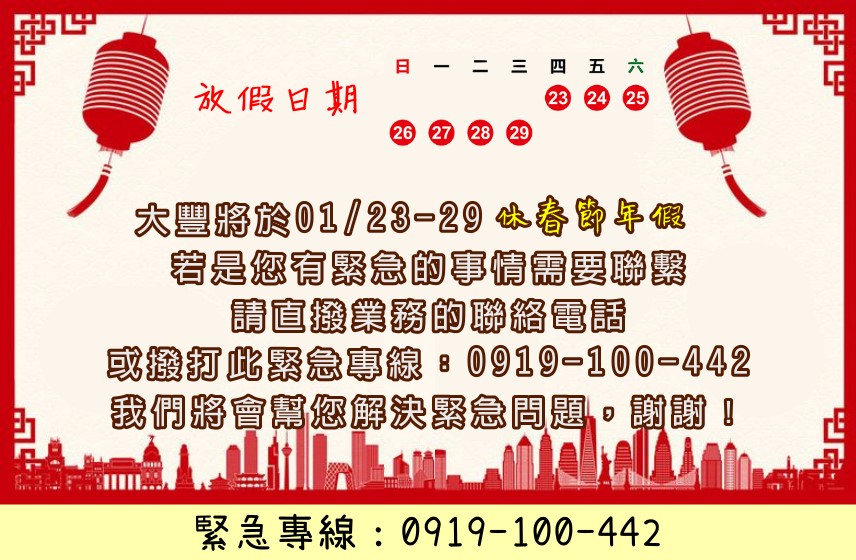 放假日期
日 一 二 三 四 五 六
23 24 25
26 27 28 29
大豐將於01/23-29 休春節年假
若是您有緊急的事情需要聯繫
請直撥業務的聯絡電話
或撥打此緊急專線：0919-100-442
我們將會幫您解決緊急問題，謝謝！
緊急專線：0919-100-442